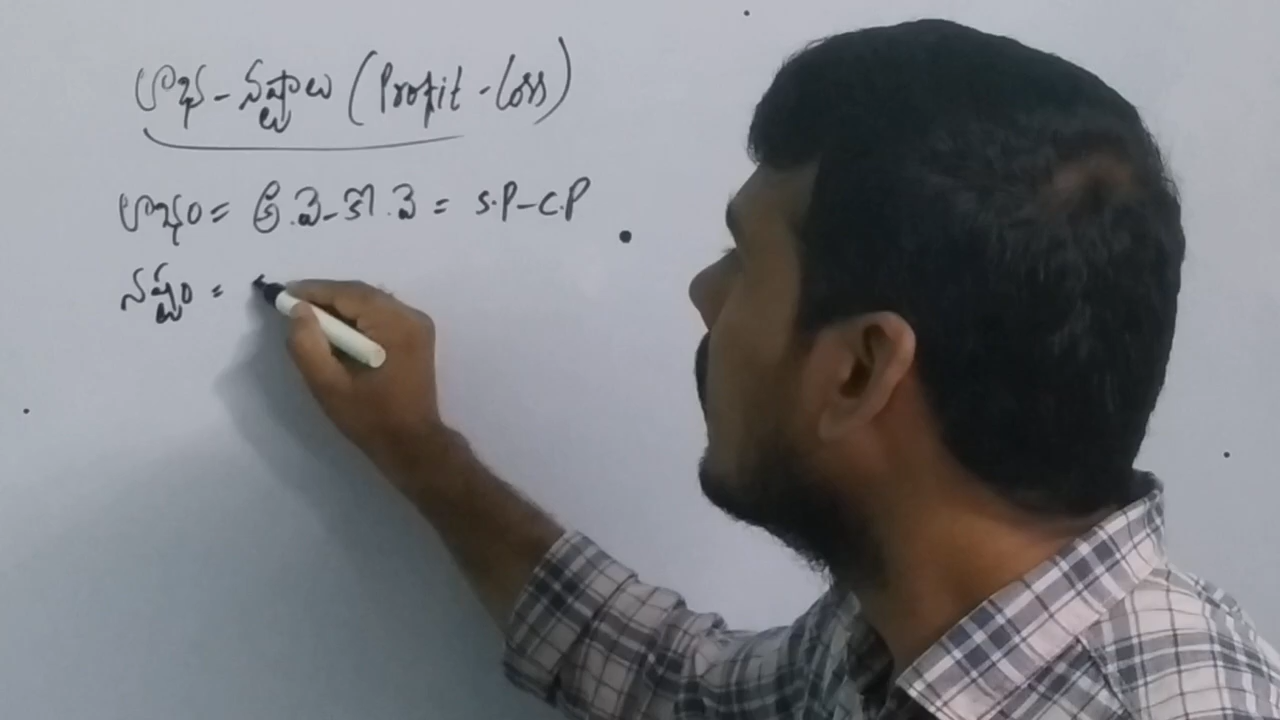 లాభ - నష్టాలు (Profit - Loss)
లాభం = అ.వె - కొ.వె = S.P - C.P
నష్టం =